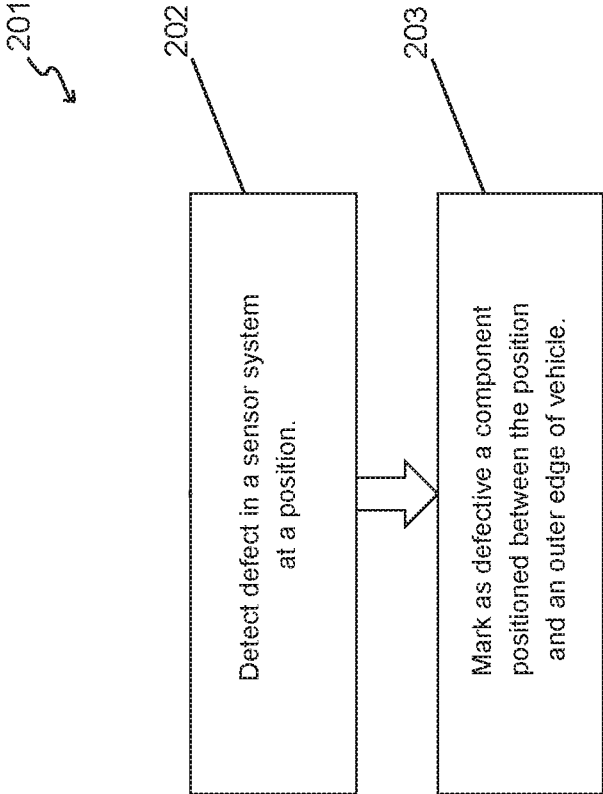 201
202
Detect defect in a sensor system
at a position.
203
Mark as defective a component
positioned between the position
and an outer edge of vehicle.